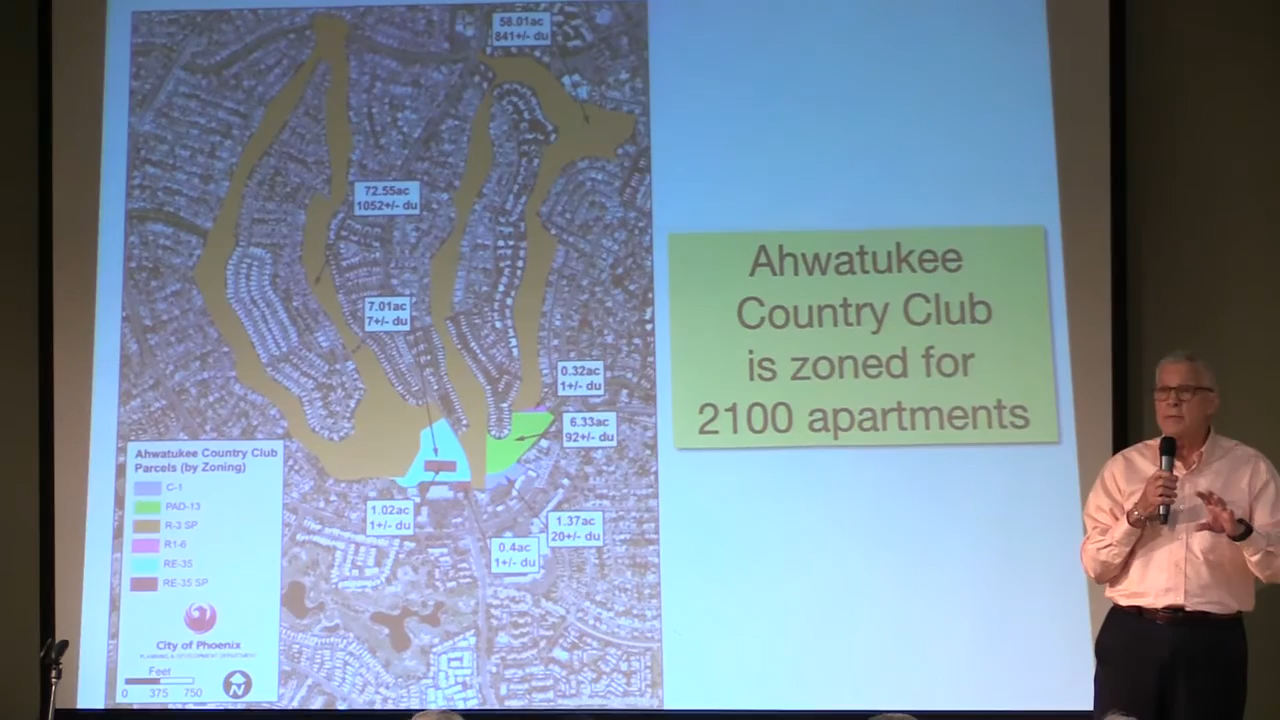 58.01ac
841+/- du
72.55ac
1052+/- du
7.01ac
7+/- du
0.32ac
1+/- du
6.33ac
92+/- du
1.02ac
1+/- du
1.37ac
20+/- du
0.4ac
1+/- du
Ahwatukee Country Club
Parcels (by Zoning)
C-1
PAD-13
R-3 SP
R1-6
RE-35
RE-35 SP
City of Phoenix
PLANNING & DEVELOPMENT DEPARTMENT
Feet
0 375 750
N
Ahwatukee
Country Club
is zoned for
2100 apartments